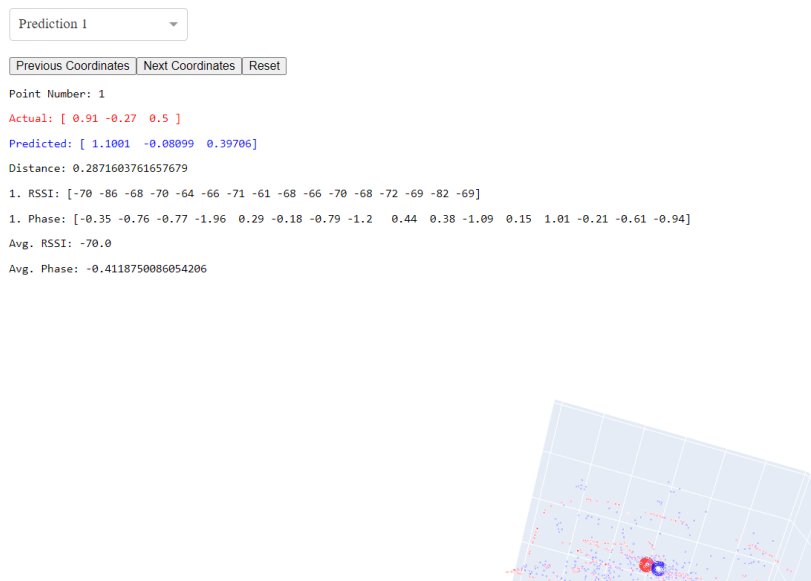 Prediction 1
Previous Coordinates Next Coordinates Reset
Point Number: 1
Actual: [ 0.91 -0.27  0.5 ]
Predicted: [ 1.1001  -0.08099  0.39706]
Distance: 0.2871603761657679
1. RSSI: [-70 -86 -68 -70 -64 -66 -71 -61 -68 -66 -70 -68 -72 -69 -82 -69]
1. Phase: [-0.35 -0.76 -0.77 -1.96  0.29 -0.18 -0.79 -1.2   0.44  0.38 -1.09  0.15  1.01 -0.21 -0.61 -0.94]
Avg. RSSI: -70.0
Avg. Phase: -0.4118750086054206